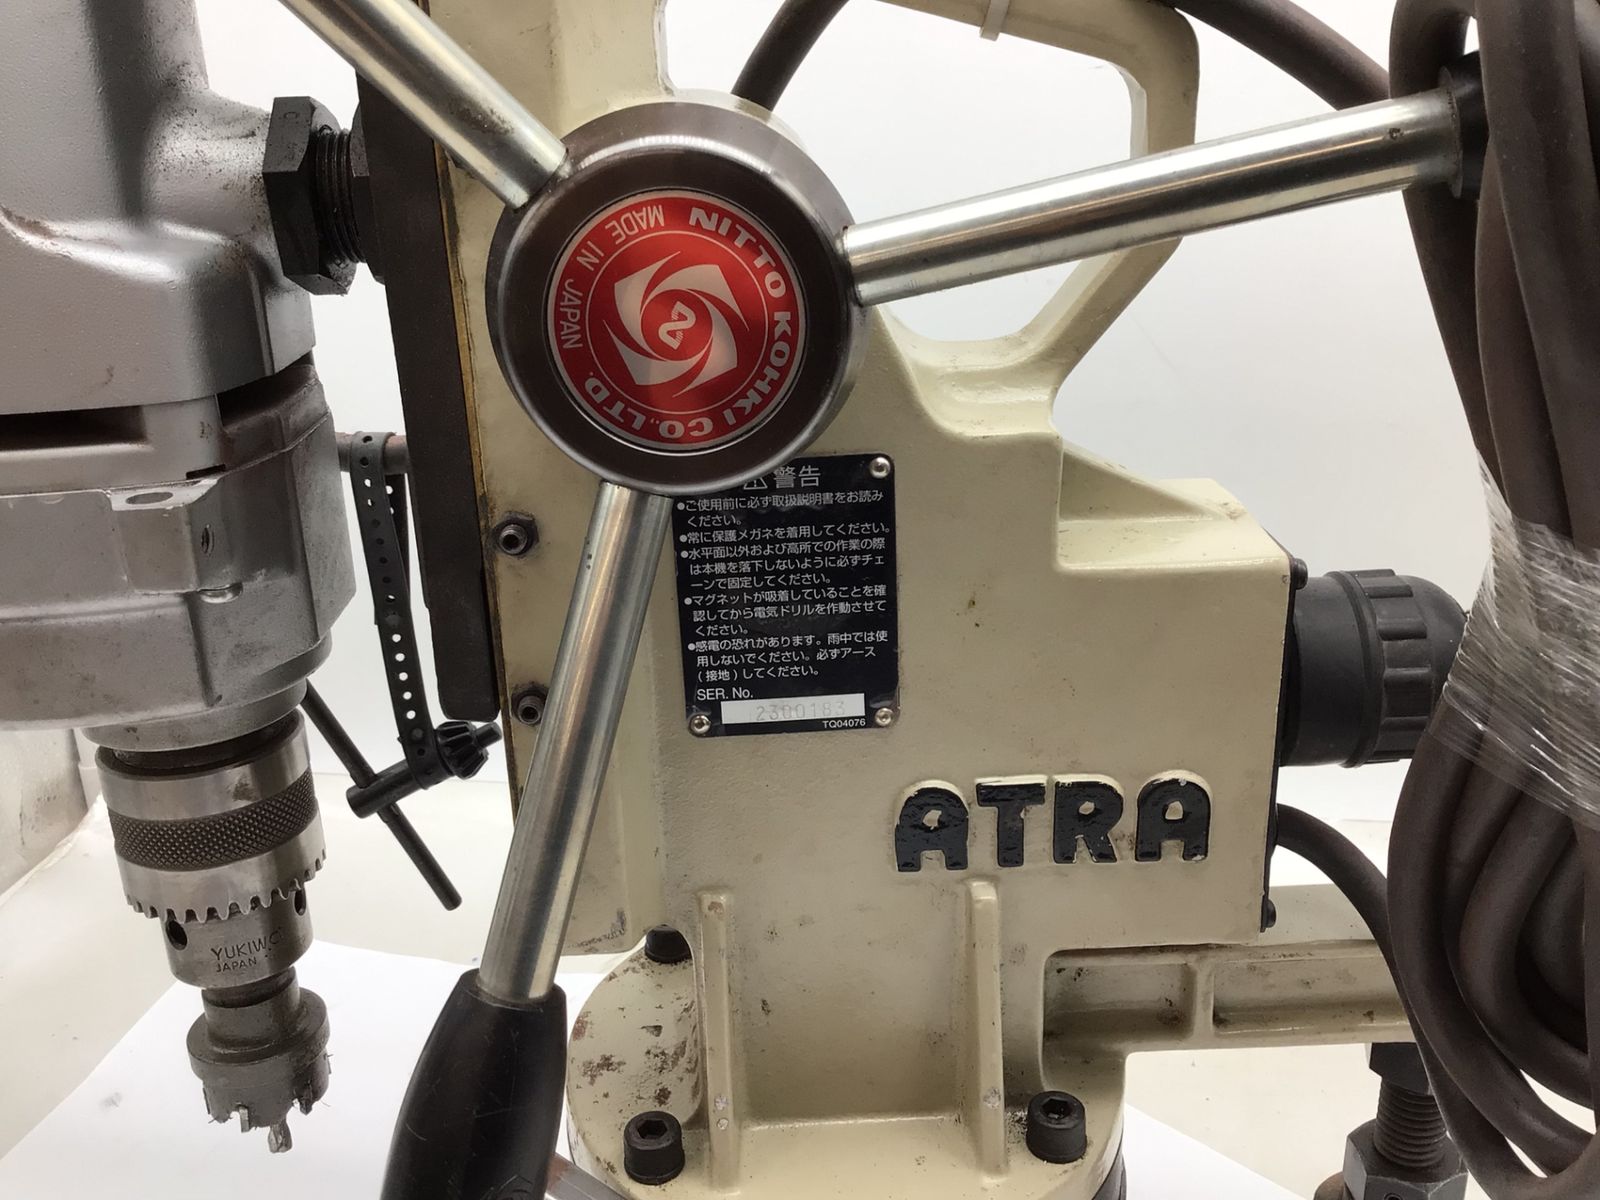 NITTO KOHKI CO.,LTD.
MADE IN JAPAN
⚠警告
●ご使用前に必ず取扱説明書をお読み
ください。
●常に保護メガネを着用してください。
●水平面以外および高所での作業の際
は本機を落下しないように必ずチェ
ーンで固定してください。
●マグネットが吸着していることを確
認してから電気ドリルを作動させて
ください。
●感電の恐れがあります。雨中では使
用しないでください。必ずアース
(接地)してください。
SER. No.
2300183
TQ04076
ATRA
YUKIWA
JAPAN